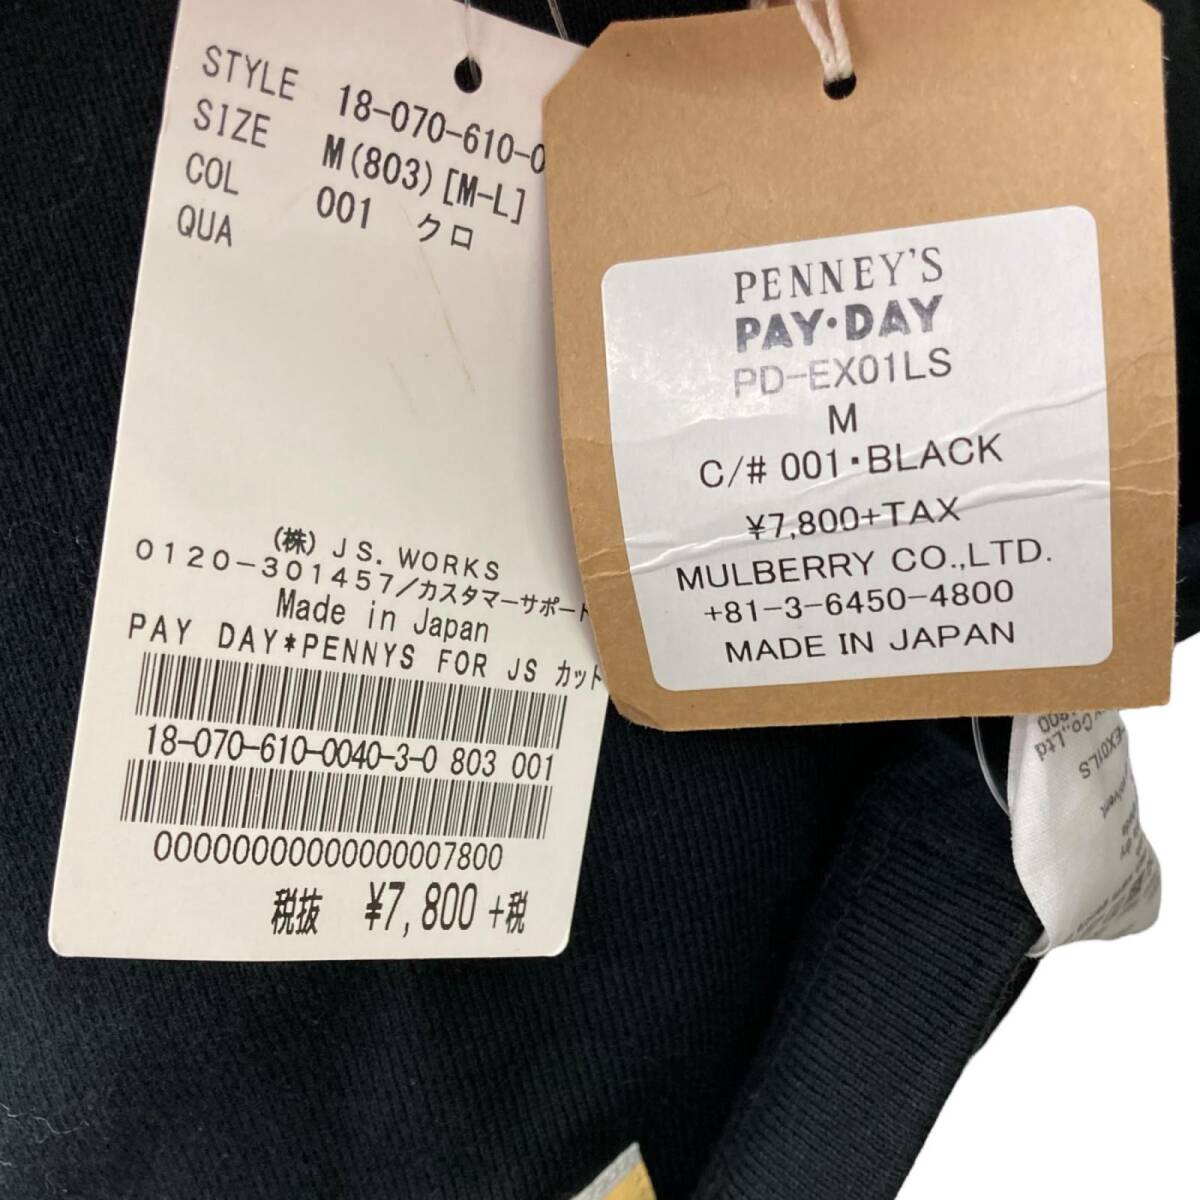 STYLE 18-070-610-0
SIZE M(803)[M-L]
COL 001 クロ
QUA
(株) JS. WORKS
0120-301457/カスタマーサポート
Made in Japan
PAY DAY*PENNYS FOR JS カット
18-070-610-0040-3-0 803 001
税抜 ¥7,800+税
PENNEY'S
PAY·DAY
PD-EX01LS
M
C/# 001・BLACK
¥7,800+TAX
MULBERRY CO.,LTD.
+81-3-6450-4800
MADE IN JAPAN
Co.,Ltd
EX01LS